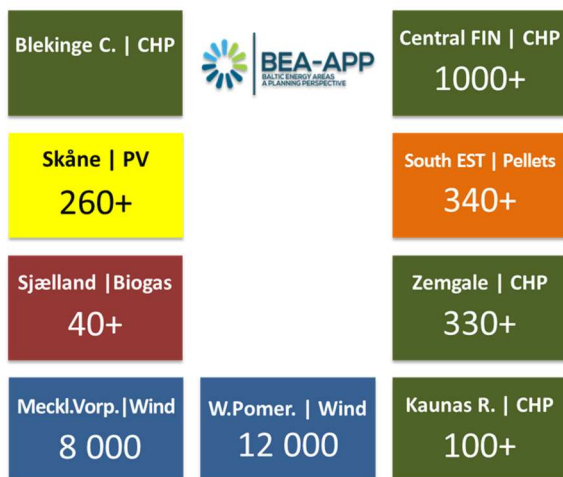 Blekinge C. | CHP
BEA-APP
BALTIC ENERGY AREAS
A PLANNING PERSPECTIVE
Central FIN | CHP
1000+
Skåne | PV
260+
South EST | Pellets
340+
Sjælland |Biogas
40+
Zemgale | CHP
330+
Meckl.Vorp.|Wind
8 000
W.Pomer. | Wind
12 000
Kaunas R. | CHP
100+